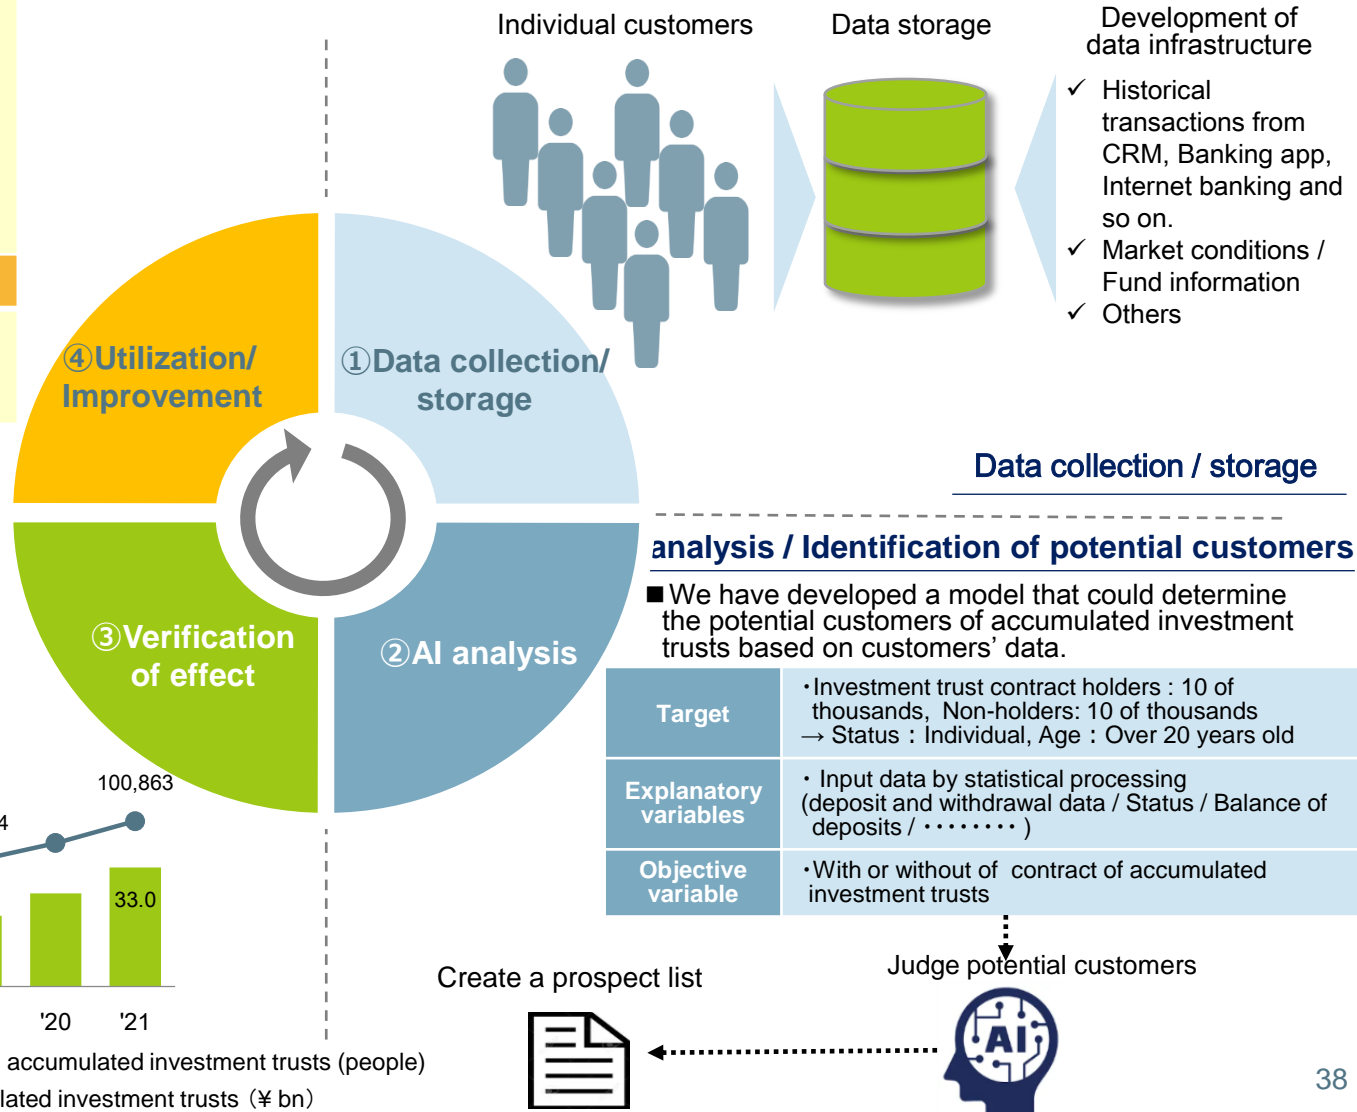 Individual customers
Data storage
Development of
data infrastructure
✓ Historical
transactions from
CRM, Banking app,
Internet banking and
so on.
✓ Market conditions /
Fund information
✓ Others
④Utilization/
Improvement
①Data collection/
storage
③Verification
of effect
②AI analysis
Data collection / storage
analysis / Identification of potential customers
■We have developed a model that could determine
the potential customers of accumulated investment
trusts based on customers’ data.
Target
・Investment trust contract holders : 10 of
thousands, Non-holders: 10 of thousands
→ Status：Individual, Age：Over 20 years old
Explanatory
variables
・Input data by statistical processing
(deposit and withdrawal data / Status / Balance of
deposits / ････････ )
Objective
variable
・With or without of contract of accumulated
investment trusts
Judge potential customers
AI
Create a prospect list
100,863
4
33.0
'20
'21
accumulated investment trusts (people)
lated investment trusts（¥ bn）
38